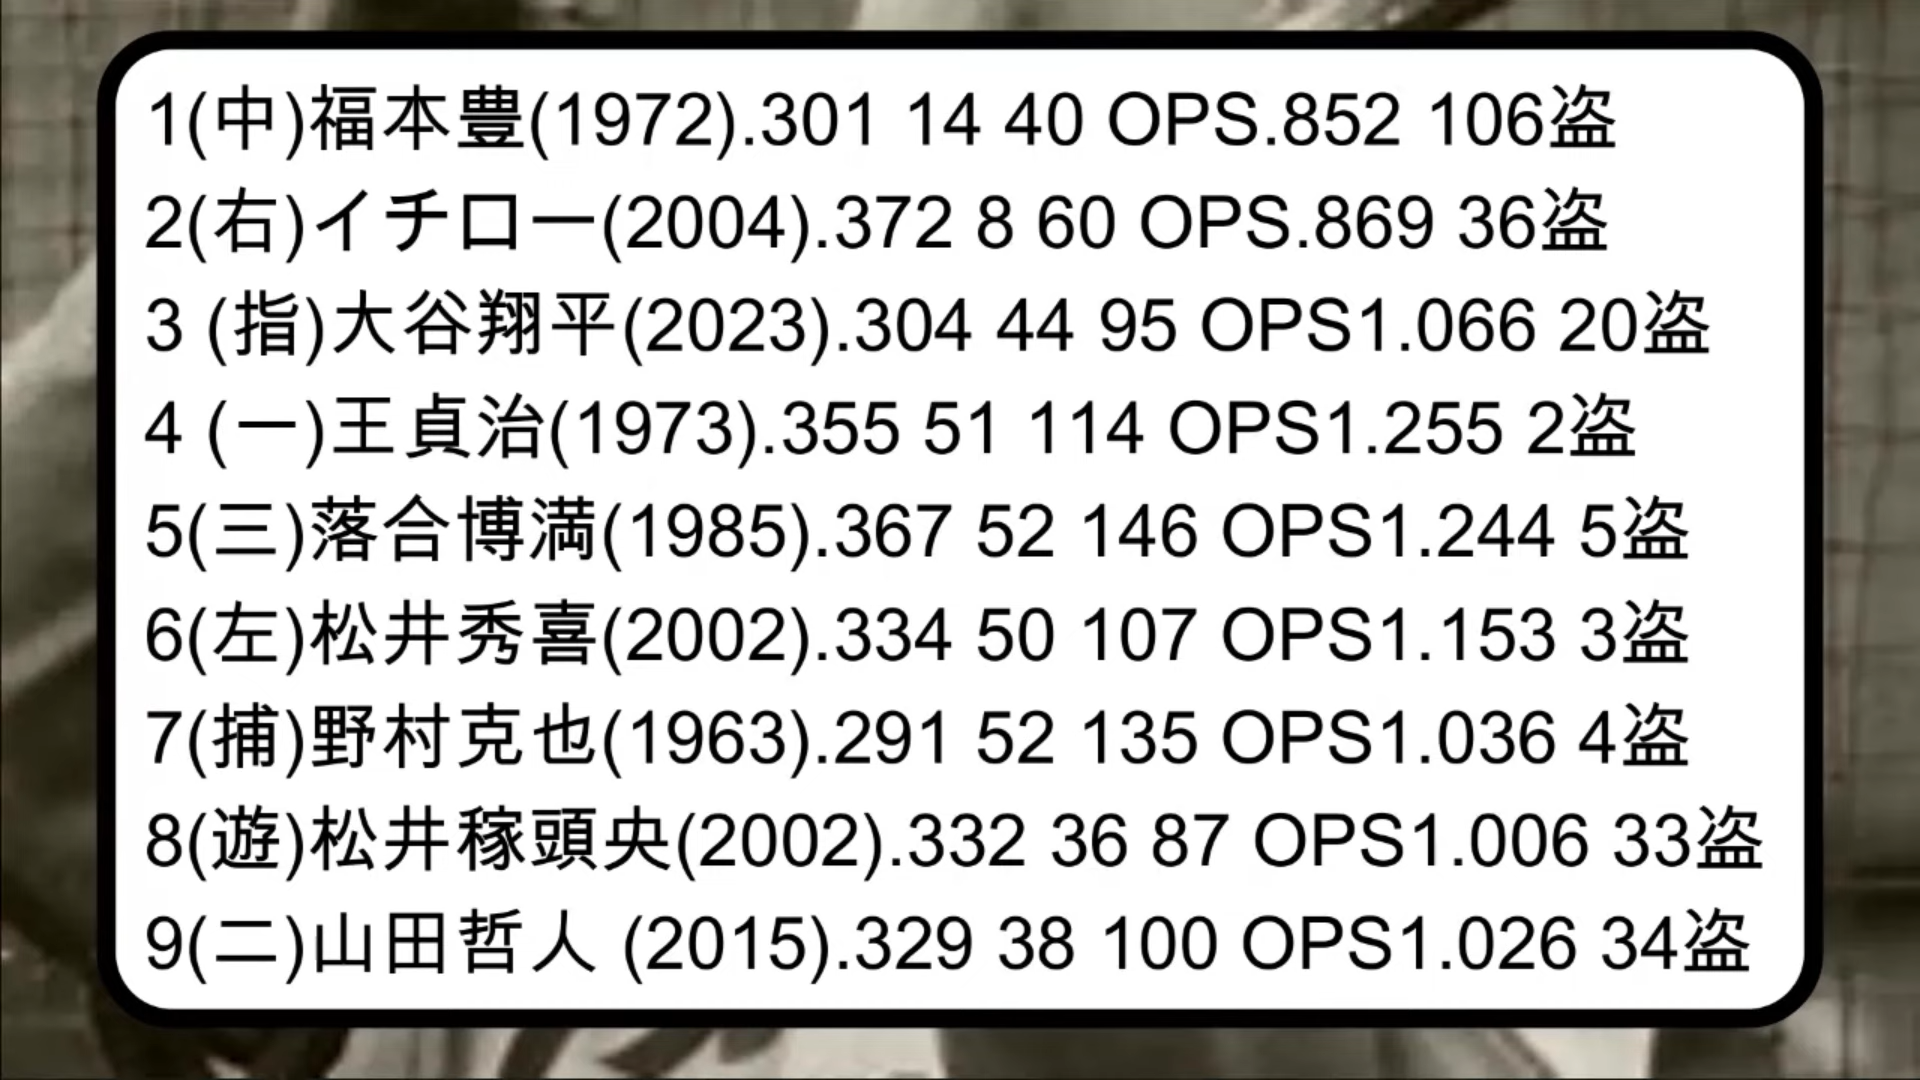 1(中)福本豊(1972).301 14 40 OPS.852 106盗
2(右)イチロー(2004).372 8 60 OPS.869 36盗
3 (指)大谷翔平(2023).304 44 95 OPS1.066 20盗
4 (一)王貞治(1973).355 51 114 OPS1.255 2盗
5(三)落合博満(1985).367 52 146 OPS1.244 5盗
6(左)松井秀喜(2002).334 50 107 OPS1.153 3盗
7(捕)野村克也(1963).291 52 135 OPS1.036 4盗
8(遊)松井稼頭央(2002).332 36 87 OPS1.006 33盗
9(二)山田哲人 (2015).329 38 100 OPS1.026 34盗